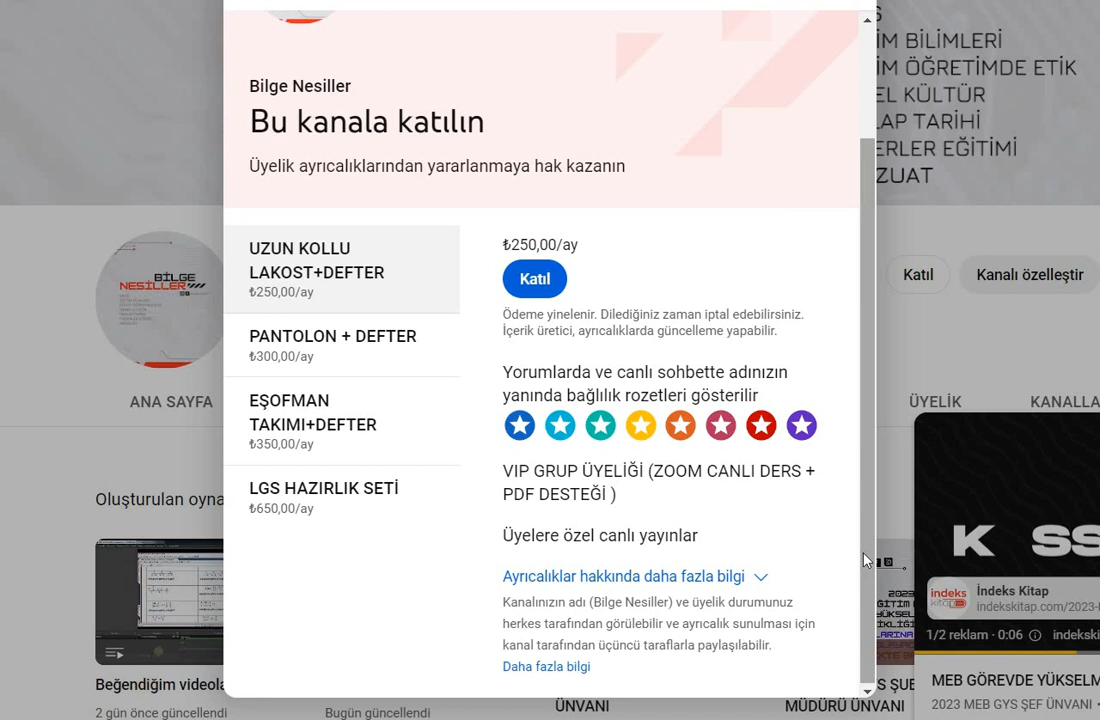 Bilge Nesiller
Bu kanala katılın
Üyelik ayrıcalıklarından yararlanmaya hak kazanın
UZUN KOLLU
LAKOST+DEFTER
₺250,00/ay
PANTOLON + DEFTER
₺300,00/ay
EŞOFMAN
TAKIMI+DEFTER
₺350,00/ay
LGS HAZIRLIK SETİ
₺650,00/ay
₺250,00/ay
Katıl
Ödeme yinelenir. Dilediğiniz zaman iptal edebilirsiniz.
İçerik üretici, ayrıcalıklarda güncelleme yapabilir.
Yorumlarda ve canlı sohbette adınızın
yanında bağlılık rozetleri gösterilir
VIP GRUP ÜYELİĞİ (ZOOM CANLI DERS +
PDF DESTEĞİ )
Üyelere özel canlı yayınlar
Ayrıcalıklar hakkında daha fazla bilgi
Kanalınızın adı (Bilge Nesiller) ve üyelik durumunuz
herkes tarafından görülebilir ve ayrıcalık sunulması için
kanal tarafından üçüncü taraflarla paylaşılabilir.
Daha fazla bilgi
İM BİLİMLERİ
İM ÖĞRETİMDE ETİK
EL KÜLTÜR
LAP TARİHİ
ERLER EĞİTİMİ
ZUAT
BİLGE
NESİLLER
Katıl
Kanalı özelleştir
ANA SAYFA
ÜYELİK
KANALLA
Oluşturulan oyna
Beğendiğim videola
2 gün önce güncellendi
Bugün güncellendi
ÜNVANI
S ŞUE
MÜDÜRÜ ÜNVANI
K SS
indeks
kitap
İndeks Kitap
indekskitap.com/2023-
1/2 reklam · 0:06
indekski
MEB GÖREVDE YÜKSELM
2023 MEB GYS ŞEF ÜNVANI